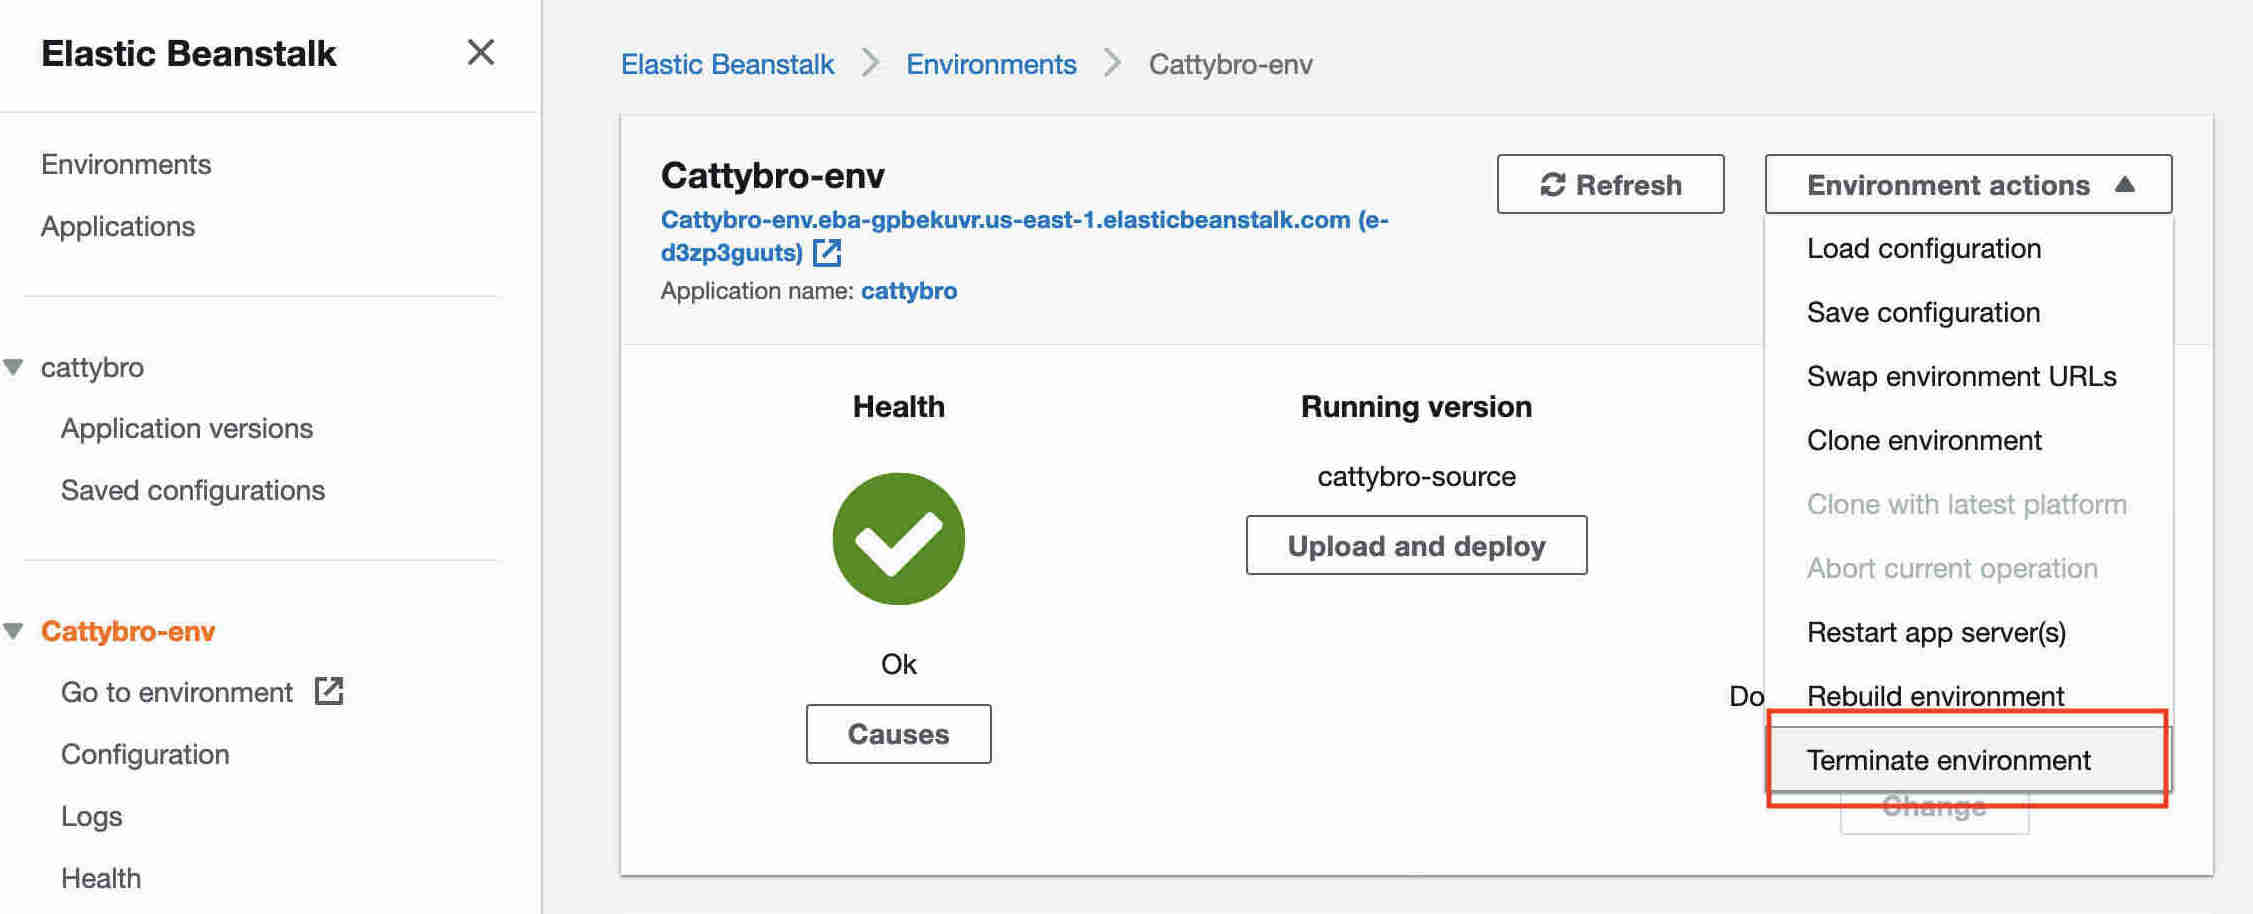 Elastic Beanstalk
Environments
Applications
cattybro
Application versions
Saved configurations
Cattybro-env
Go to environment
Configuration
Logs
Health
Elastic Beanstalk
Environments
Cattybro-env
Cattybro-env
Cattybro-env.eba-gpbekuvr.us-east-1.elasticbeanstalk.com (e-
d3zp3guuts)
Application name: cattybro
Refresh
Environment actions
Load configuration
Save configuration
Swap environment URLs
Clone environment
Clone with latest platform
Abort current operation
Restart app server(s)
Rebuild environment
Terminate environment
Health
Ok
Causes
Running version
cattybro-source
Upload and deploy
Do
Change